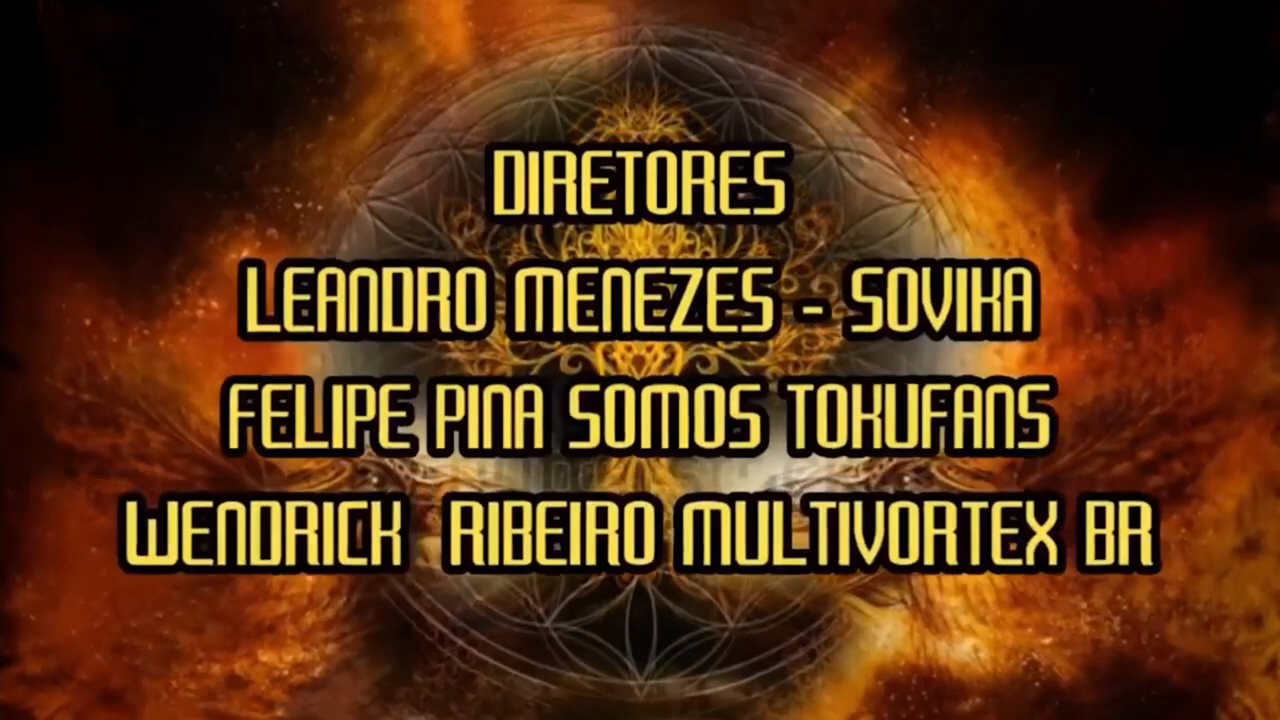 DIRETORES
LEANDRO MENEZES - SOVIKA
FELIPE PINA SOMOS TOKUFANS
WENDRICK RIBEIRO MULTIVORTEX BR